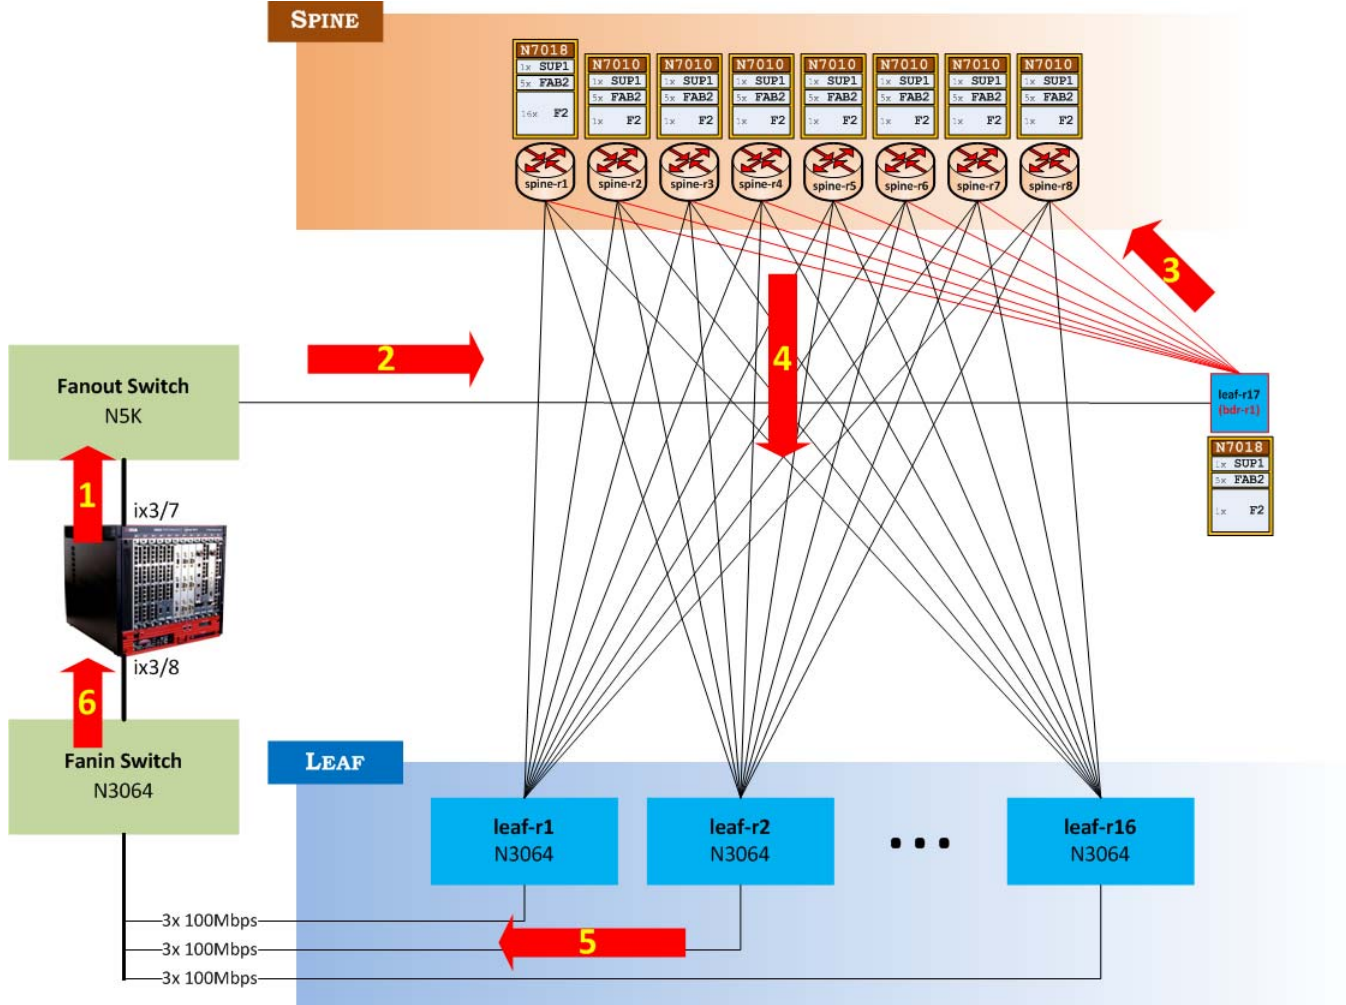 SPINE
N7018
1x SUP1
5x FAB2
16x F2
N7010
1x SUP1
5x FAB2
1x F2
N7010
1x SUP1
5x FAB2
1x F2
N7010
1x SUP1
5x FAB2
1x F2
N7010
1x SUP1
5x FAB2
1x F2
N7010
1x SUP1
5x FAB2
1x F2
N7010
1x SUP1
5x FAB2
1x F2
N7010
1x SUP1
5x FAB2
1x F2
spine-r1
spine-r2
spine-r3
spine-r4
spine-r5
spine-r6
spine-r7
spine-r8
3
2
4
Fanout Switch
N5K
leaf-r17
(bdr-r1)
N7018
1x SUP1
5x FAB2
1x F2
1
ix3/7
ix3/8
6
Fanin Switch
N3064
LEAF
leaf-r1
N3064
leaf-r2
N3064
...
leaf-r16
N3064
3x 100Mbps
3x 100Mbps
3x 100Mbps
5